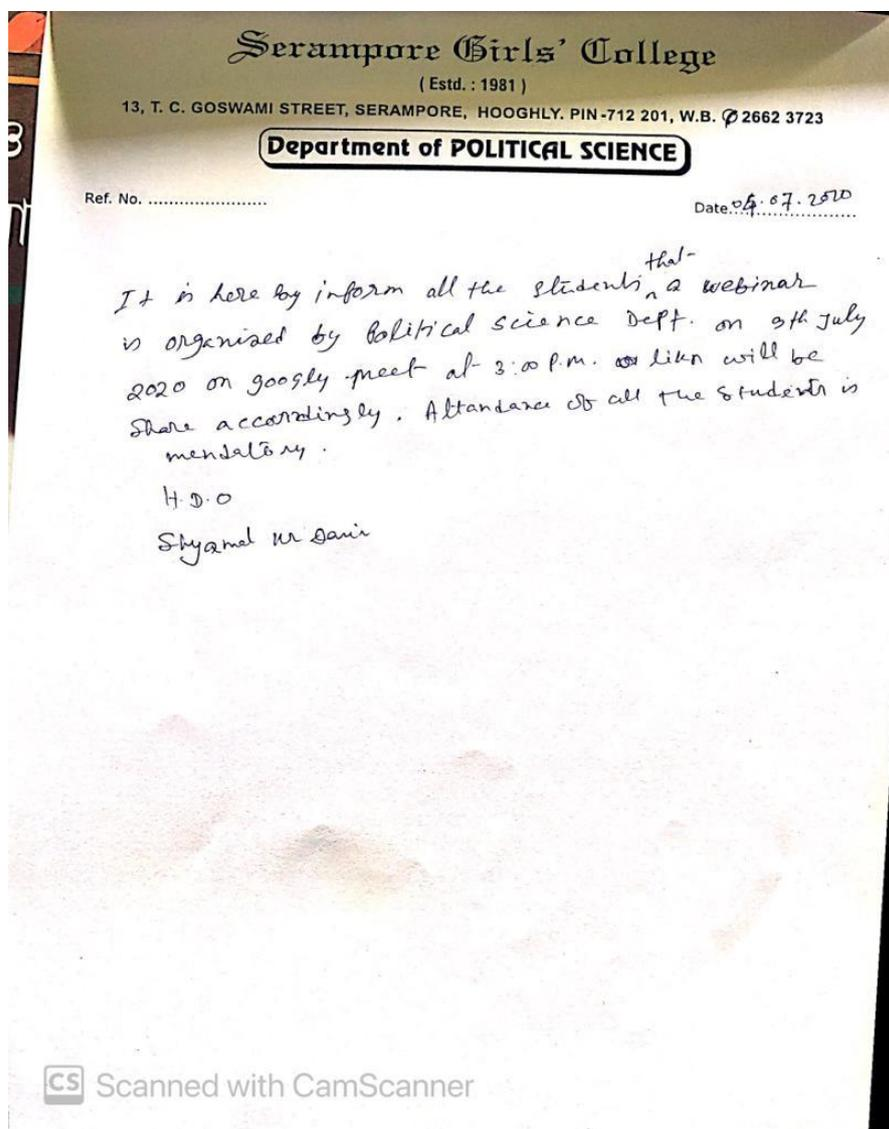 Serampore Girls' College
( Estd. : 1981 )
13, T. C. GOSWAMI STREET, SERAMPORE, HOOGHLY. PIN-712 201, W.B. ✆ 2662 3723
Department of POLITICAL SCIENCE
Ref. No. ........................
Date. 04.07.2020
It is here by inform all the students that a webinar
is organised by Political science Dept. on 9th July
2020 on googly meet at 3:00 P.m. likn will be
Share accordingly. Attandance of all the students is
mendatory.
H.D.O
Shyamal Kr
CS Scanned with CamScanner